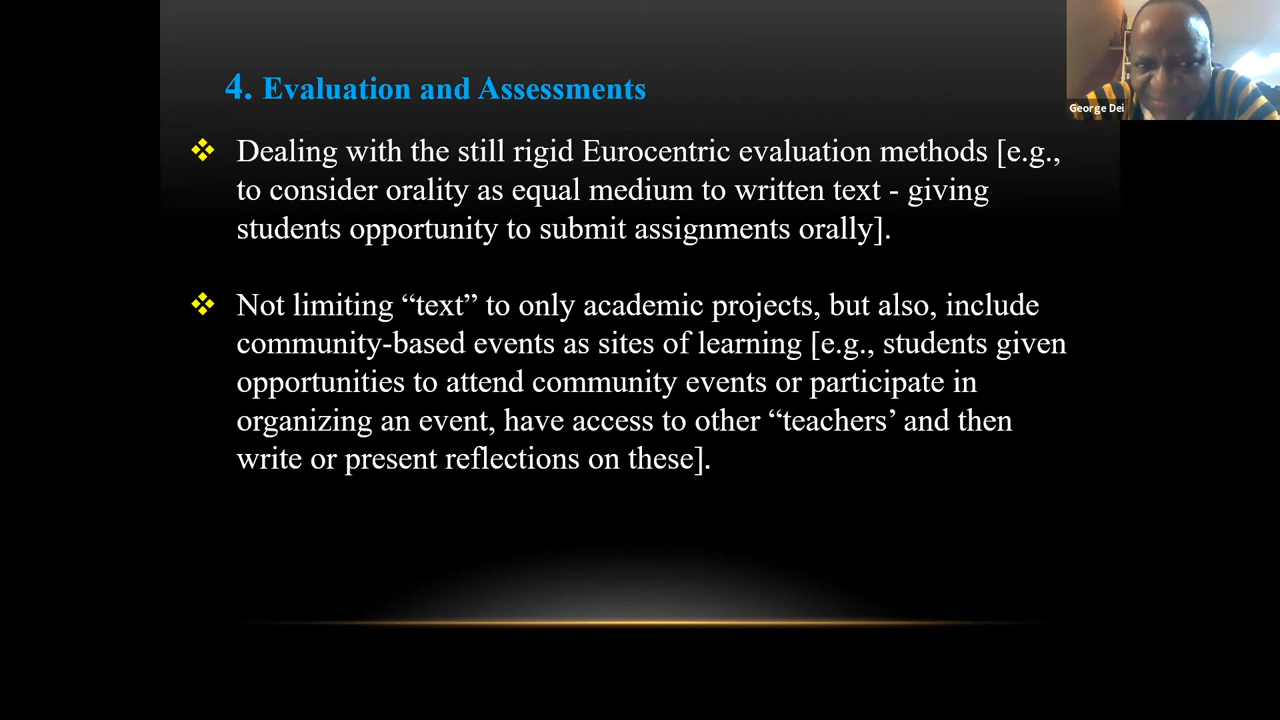 4. Evaluation and Assessments
George Dei
Dealing with the still rigid Eurocentric evaluation methods [e.g.,
to consider orality as equal medium to written text - giving
students opportunity to submit assignments orally].
Not limiting “text” to only academic projects, but also, include
community-based events as sites of learning [e.g., students given
opportunities to attend community events or participate in
organizing an event, have access to other “teachers’ and then
write or present reflections on these].